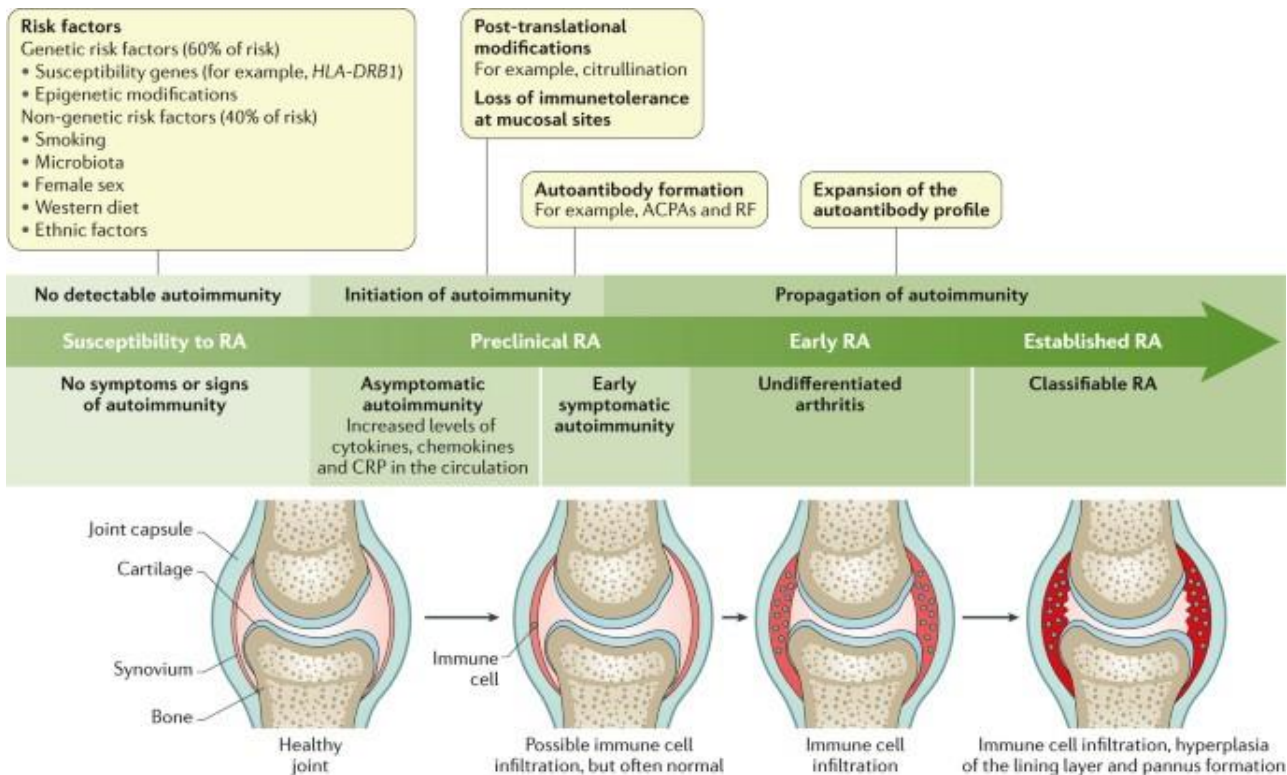 Risk factors
Genetic risk factors (60% of risk)
• Susceptibility genes (for example, HLA-DRB1)
• Epigenetic modifications
Non-genetic risk factors (40% of risk)
• Smoking
• Microbiota
• Female sex
• Western diet
• Ethnic factors
Post-translational
modifications
For example, citrullination
Loss of immunetolerance
at mucosal sites
Autoantibody formation
For example, ACPAs and RF
Expansion of the
autoantibody profile
No detectable autoimmunity
Initiation of autoimmunity
Propagation of autoimmunity
Susceptibility to RA
Preclinical RA
Early RA
Established RA
No symptoms or signs
of autoimmunity
Asymptomatic
autoimmunity
Increased levels of
cytokines, chemokines
and CRP in the circulation
Early
symptomatic
autoimmunity
Undifferentiated
arthritis
Classifiable RA
Joint capsule
Cartilage
Synovium
Bone
Immune
cell
Healthy
joint
Possible immune cell
infiltration, but often normal
Immune cell
infiltration
Immune cell infiltration, hyperplasia
of the lining layer and pannus formation